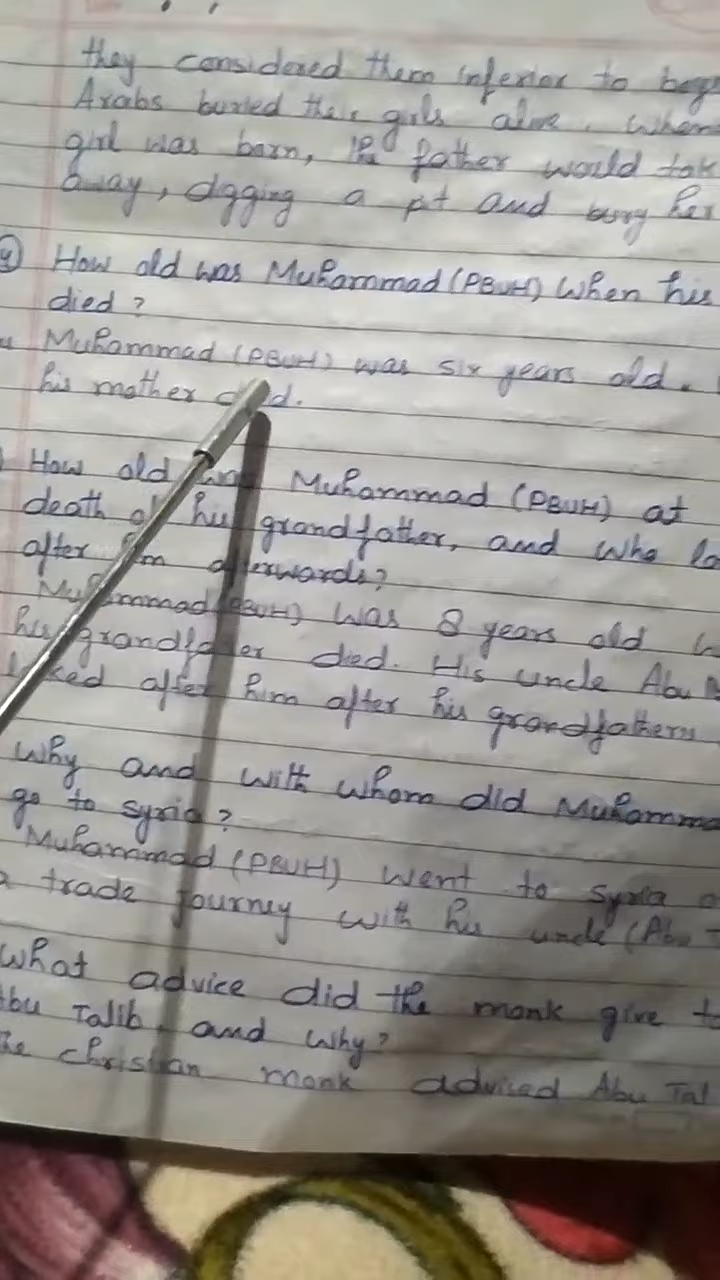 they considered them inferior to boy
Arabs buried their girls alive. When
girl was born, the father would tak
away, digging a pit and bury her
How old was Muhammad (PBUH) when his
died?
Muhammad (PBUH) was six years old.
his mother died.
How old Muhammad (PBUH) at
death of his grandfather, and who lo
after him afterwards?
Muhammad (PBUH) was 8 years old
his grandfather died. His uncle Abu
looked after him after his grandfathers
Why and with whom did Muhamma
go to syria?
Muhammad (PBUH) went to syria
a trade journey with his uncle (Abu T
What advice did the monk give to
Abu Talib, and why?
The christian monk advised Abu Tal